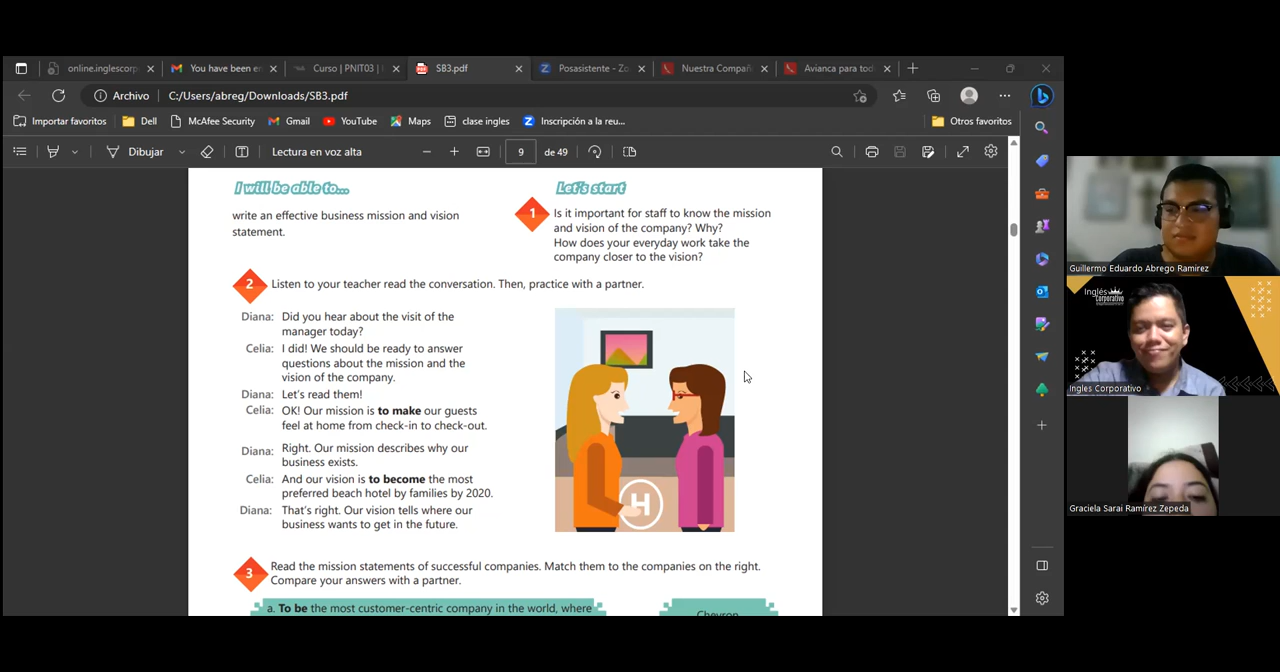 online.inglescorp
You have been en
Curso | PNIT03 |
SB3.pdf
Posasistente - Zo
Nuestra Compañ
Avianca para tod
Archivo
C:/Users/abreg/Downloads/SB3.pdf
Importar favoritos
Dell
McAfee Security
Gmail
YouTube
Maps
clase ingles
Inscripción a la reu...
Otros favoritos
Dibujar
Lectura en voz alta
9
de 49
I will be able to...
write an effective business mission and vision
statement.
Let's start
1
Is it important for staff to know the mission
and vision of the company? Why?
How does your everyday work take the
company closer to the vision?
2
Listen to your teacher read the conversation. Then, practice with a partner.
Diana: Did you hear about the visit of the
manager today?
Celia: I did! We should be ready to answer
questions about the mission and the
vision of the company.
Diana: Let's read them!
Celia: OK! Our mission is to make our guests
feel at home from check-in to check-out.
Diana: Right. Our mission describes why our
business exists.
Celia: And our vision is to become the most
preferred beach hotel by families by 2020.
Diana: That's right. Our vision tells where our
business wants to get in the future.
H
3
Read the mission statements of successful companies. Match them to the companies on the right.
Compare your answers with a partner.
a. To be the most customer-centric company in the world, where
Chevron
Guillermo Eduardo Abrego Ramírez
Inglés
Corporativo
Ingles Corporativo
Graciela Sarai Ramírez Zepeda